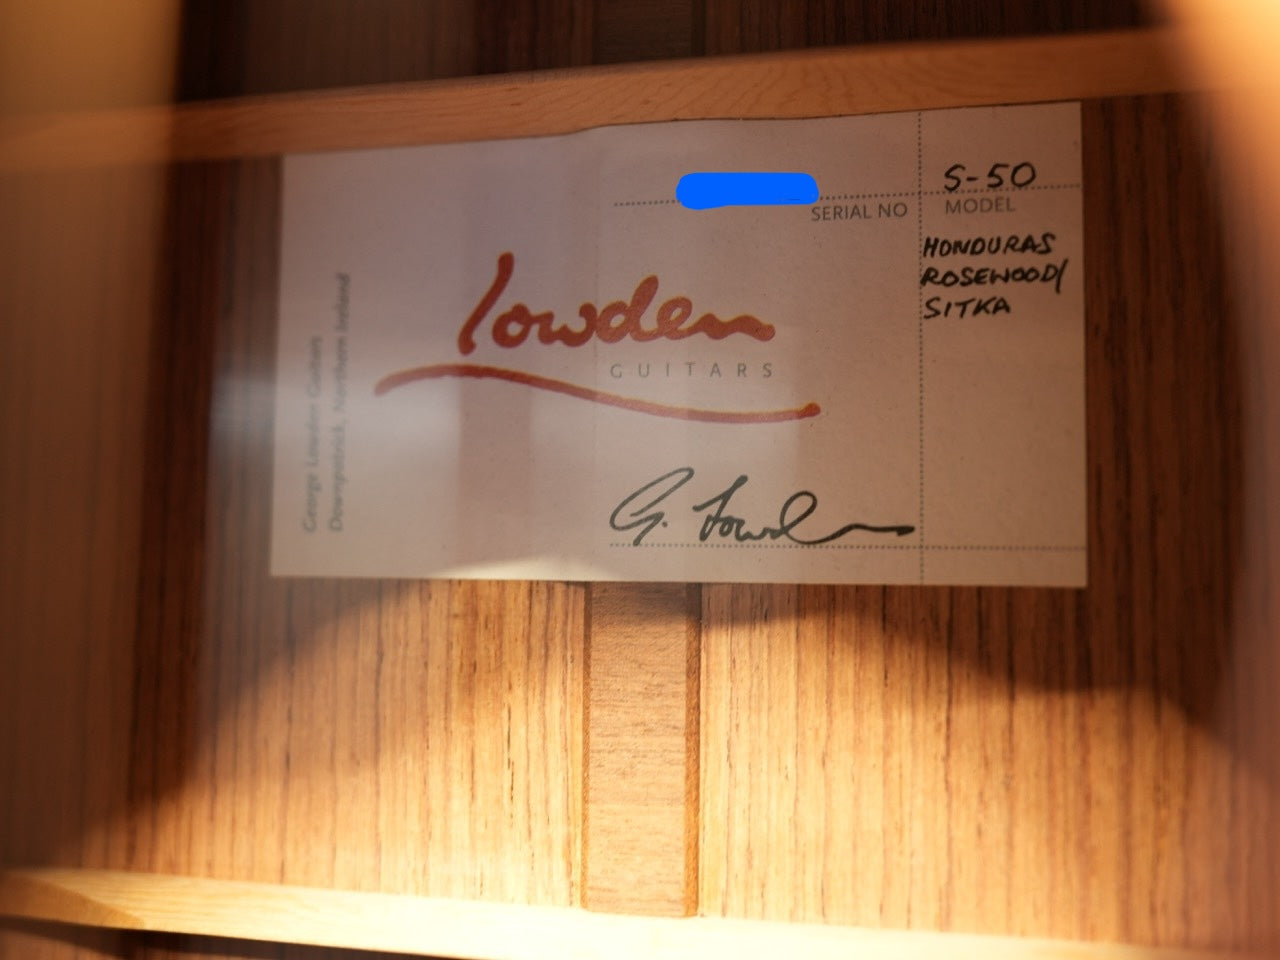 S-50
SERIAL NO
MODEL
HONDURAS
ROSEWOOD/
SITKA
lowden
GUITARS
George Lowden Guitars
Downpatrick, Northern Ireland
G. Lowden